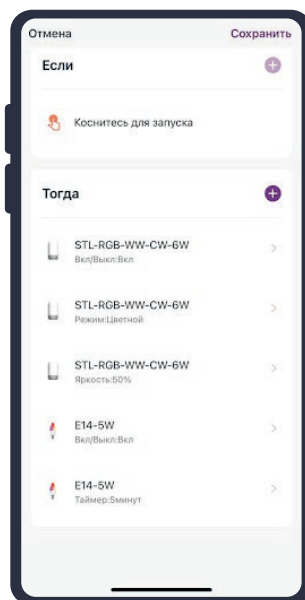 Отмена Сохранить
Если
Коснитесь для запуска
Тогда
STL-RGB-WW-CW-6W
Вкл/Выкл:Вкл
STL-RGB-WW-CW-6W
Режим:Цветной
STL-RGB-WW-CW-6W
Яркость:50%
E14-5W
Вкл/Выкл:Вкл
E14-5W
Таймер:5минут